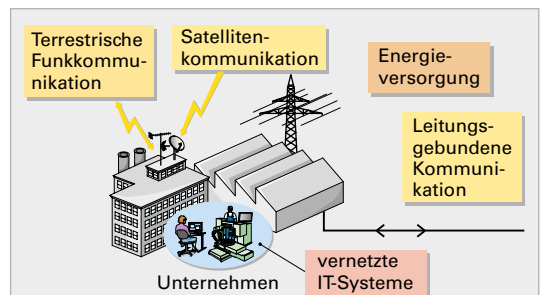 Terrestrische
Funkkommu-
nikation
Satelliten-
kommunikation
Energie-
versorgung
Leitungs-
gebundene
Kommuni-
kation
Unternehmen
vernetzte
IT-Systeme